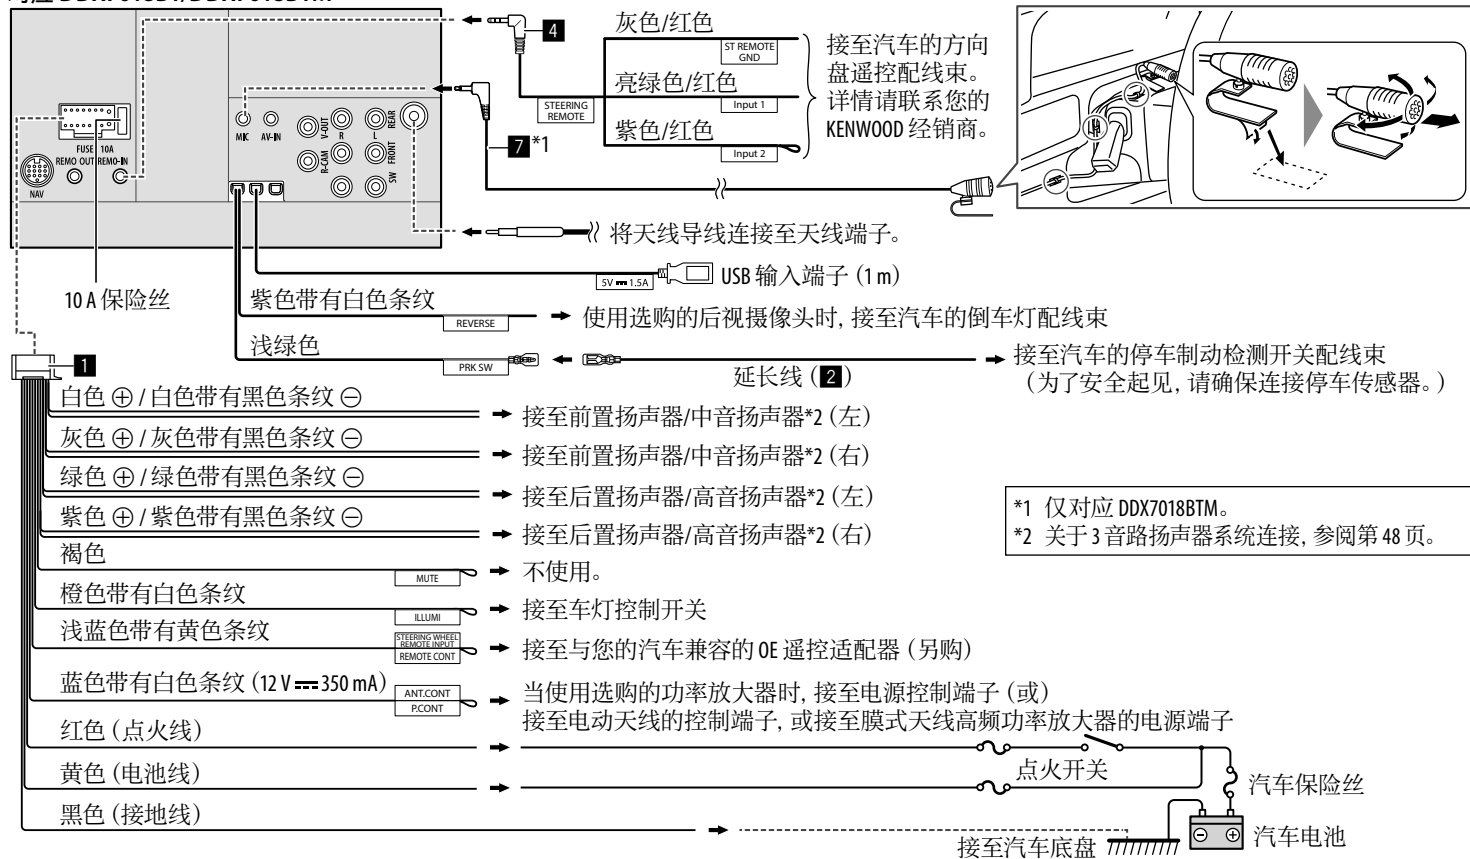 4
灰色/红色
ST REMOTE
GND
亮绿色/红色
STEERING
REMOTE
Input 1
紫色/红色
Input 2
接至汽车的方向
盘遥控配线束。
详情请联系您的
KENWOOD 经销商。
7 *1
FUSE 10A
REMO OUT REMO-IN
NAV
MIC
AV-IN
V-OUT
R-CAM
R
L
REAR
FRONT
SW
将天线导线连接至天线端子。
5V ⎓ 1.5A
USB 输入端子 (1 m)
10 A 保险丝
紫色带有白色条纹
REVERSE
使用选购的后视摄像头时, 接至汽车的倒车灯配线束
浅绿色
PRK SW
延长线 (2)
接至汽车的停车制动检测开关配线束
(为了安全起见, 请确保连接停车传感器。)
1
白色 ⊕ / 白色带有黑色条纹 ⊖
接至前置扬声器/中音扬声器*2 (左)
灰色 ⊕ / 灰色带有黑色条纹 ⊖
接至前置扬声器/中音扬声器*2 (右)
绿色 ⊕ / 绿色带有黑色条纹 ⊖
接至后置扬声器/高音扬声器*2 (左)
紫色 ⊕ / 紫色带有黑色条纹 ⊖
接至后置扬声器/高音扬声器*2 (右)
*1 仅对应 DDX7018BTM。
*2 关于 3 音路扬声器系统连接, 参阅第 48 页。
褐色
MUTE
不使用。
橙色带有白色条纹
ILLUMI
接至车灯控制开关
浅蓝色带有黄色条纹
STEERING WHEEL
REMOTE INPUT
REMOTE CONT
接至与您的汽车兼容的 OE 遥控适配器 (另购)
蓝色带有白色条纹 (12 V ⎓ 350 mA)
ANT.CONT
P.CONT
当使用选购的功率放大器时, 接至电源控制端子 (或)
接至电动天线的控制端子, 或接至膜式天线高频功率放大器的电源端子
红色 (点火线)
点火开关
黄色 (电池线)
汽车保险丝
黑色 (接地线)
接至汽车底盘
⊖ ⊕
汽车电池